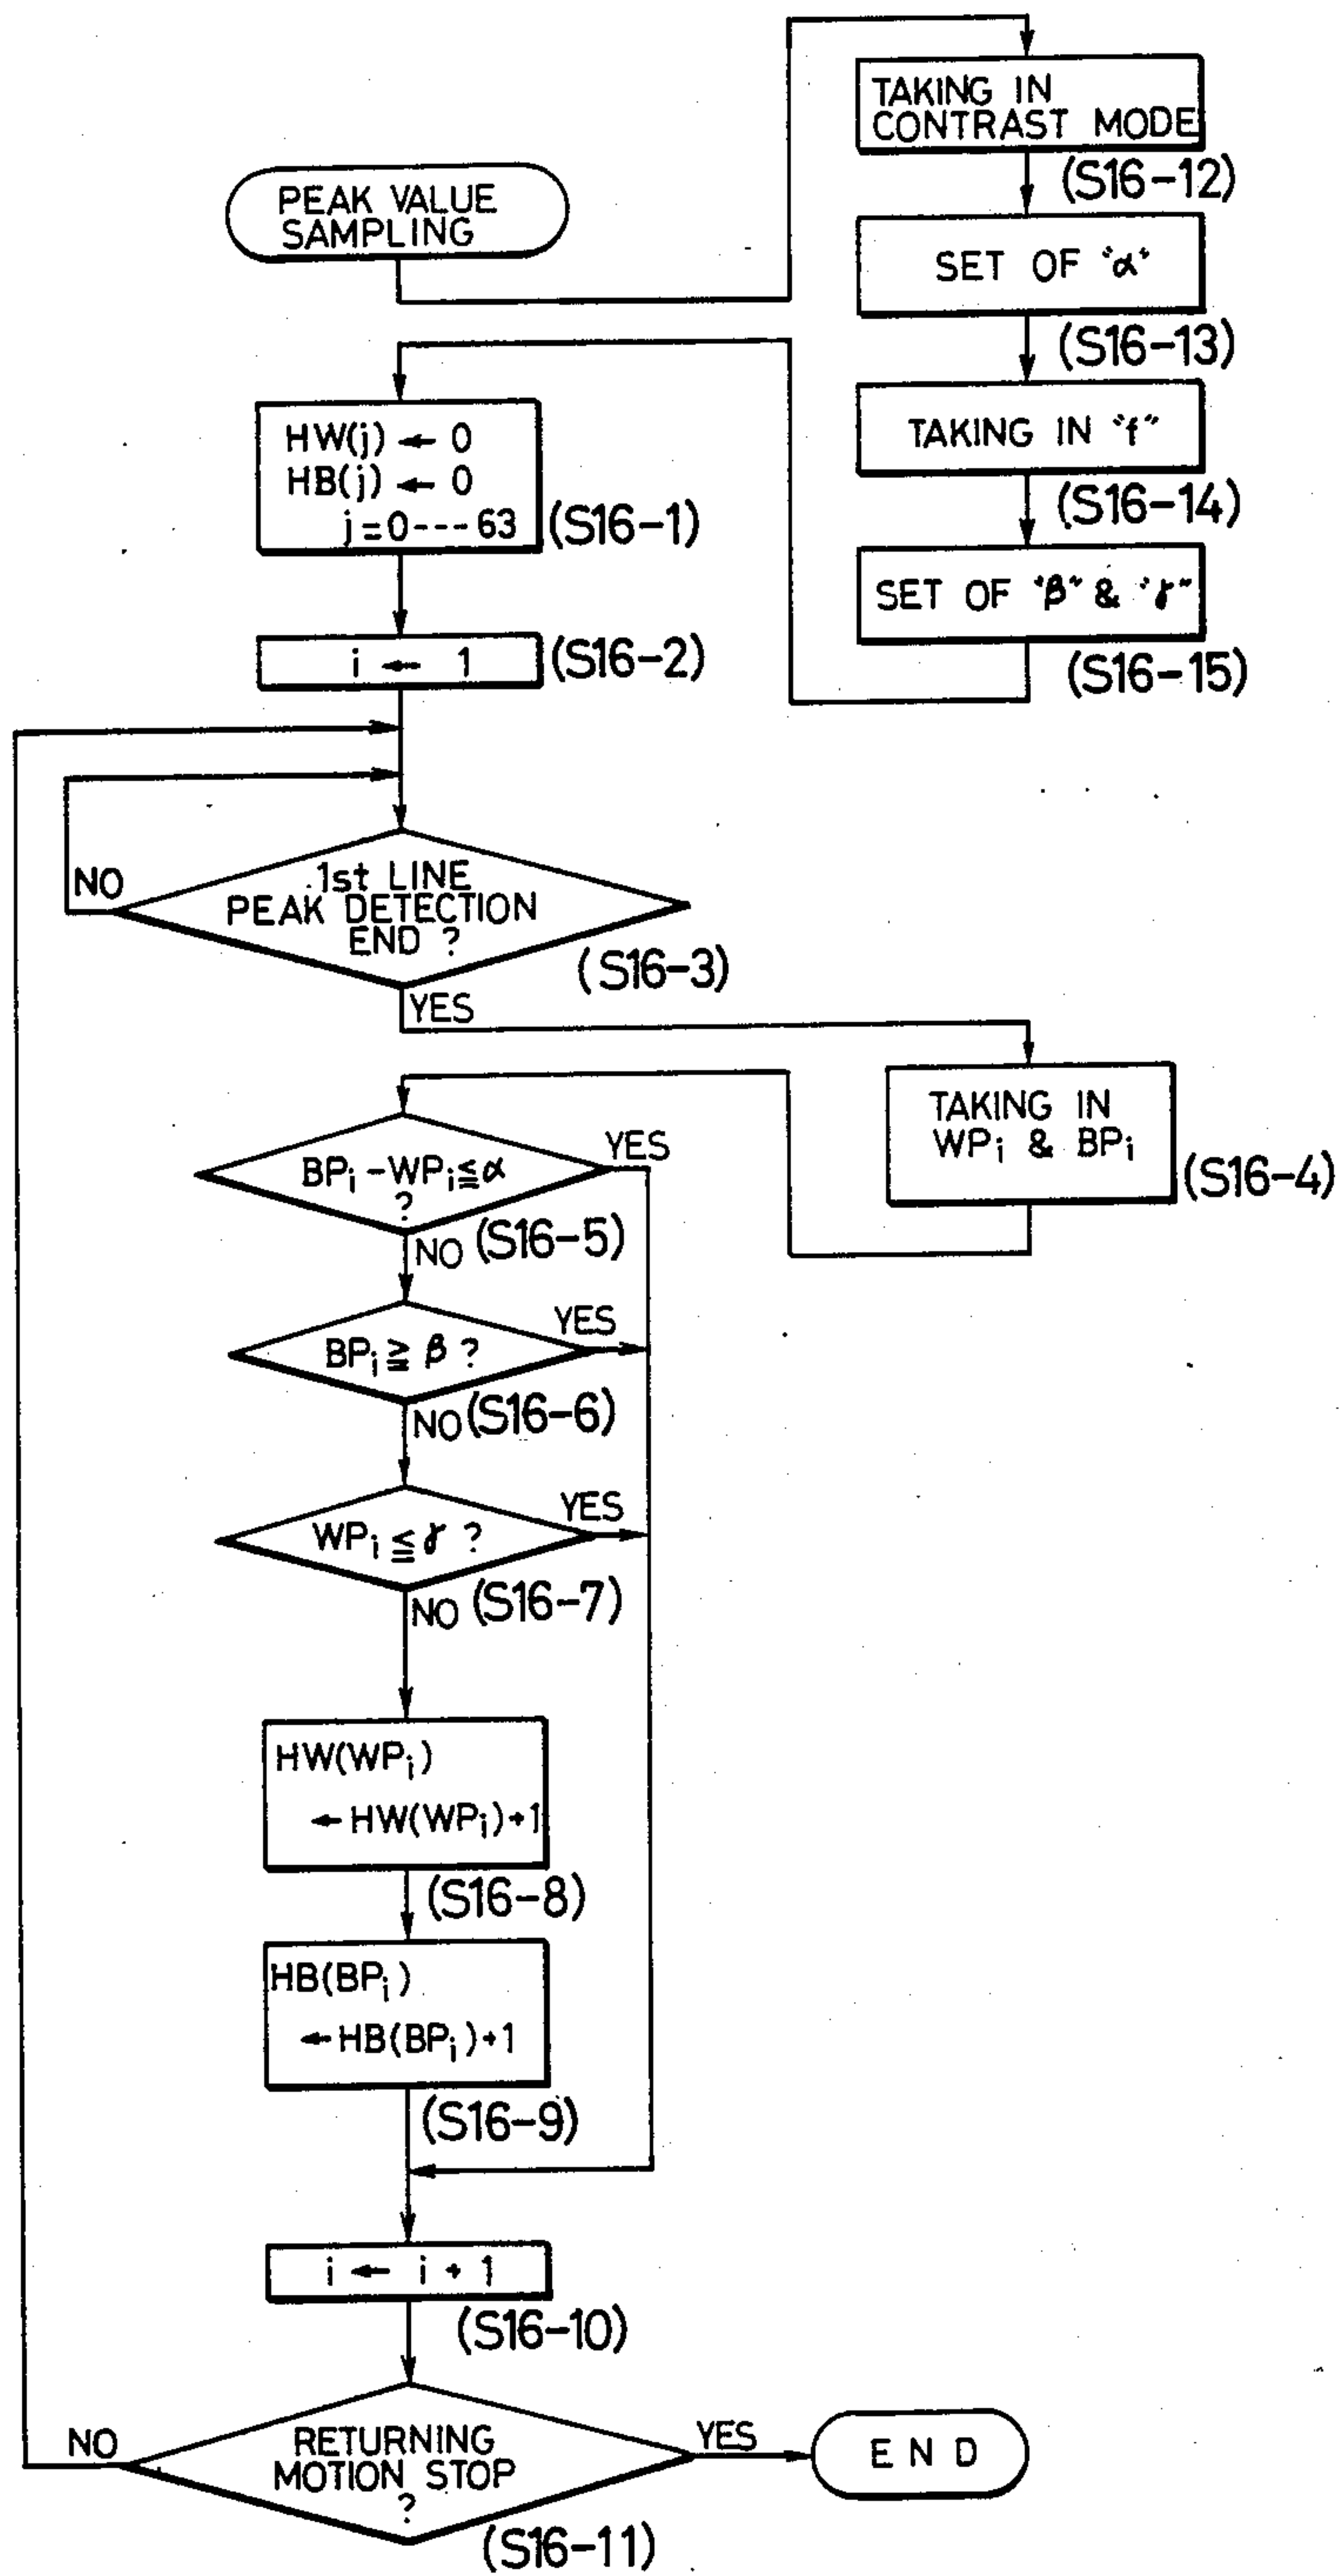 PEAK VALUE
SAMPLING
TAKING IN
CONTRAST MODE
(S16-12)
SET OF "α"
(S16-13)
TAKING IN "f"
(S16-14)
SET OF "β" & "γ"
(S16-15)
HW(j) ← 0
HB(j) ← 0
j=0---63
(S16-1)
i ← 1
(S16-2)
1st LINE
PEAK DETECTION
END ?
NO
(S16-3)
YES
TAKING IN
WPi & BPi
(S16-4)
BPi-WPi≦α
?
YES
NO
(S16-5)
BPi≧β ?
YES
NO
(S16-6)
WPi≦γ ?
YES
NO
(S16-7)
HW(WPi)
←HW(WPi)+1
(S16-8)
HB(BPi)
←HB(BPi)+1
(S16-9)
i ← i + 1
(S16-10)
RETURNING
MOTION STOP
?
NO
YES
(S16-11)
END